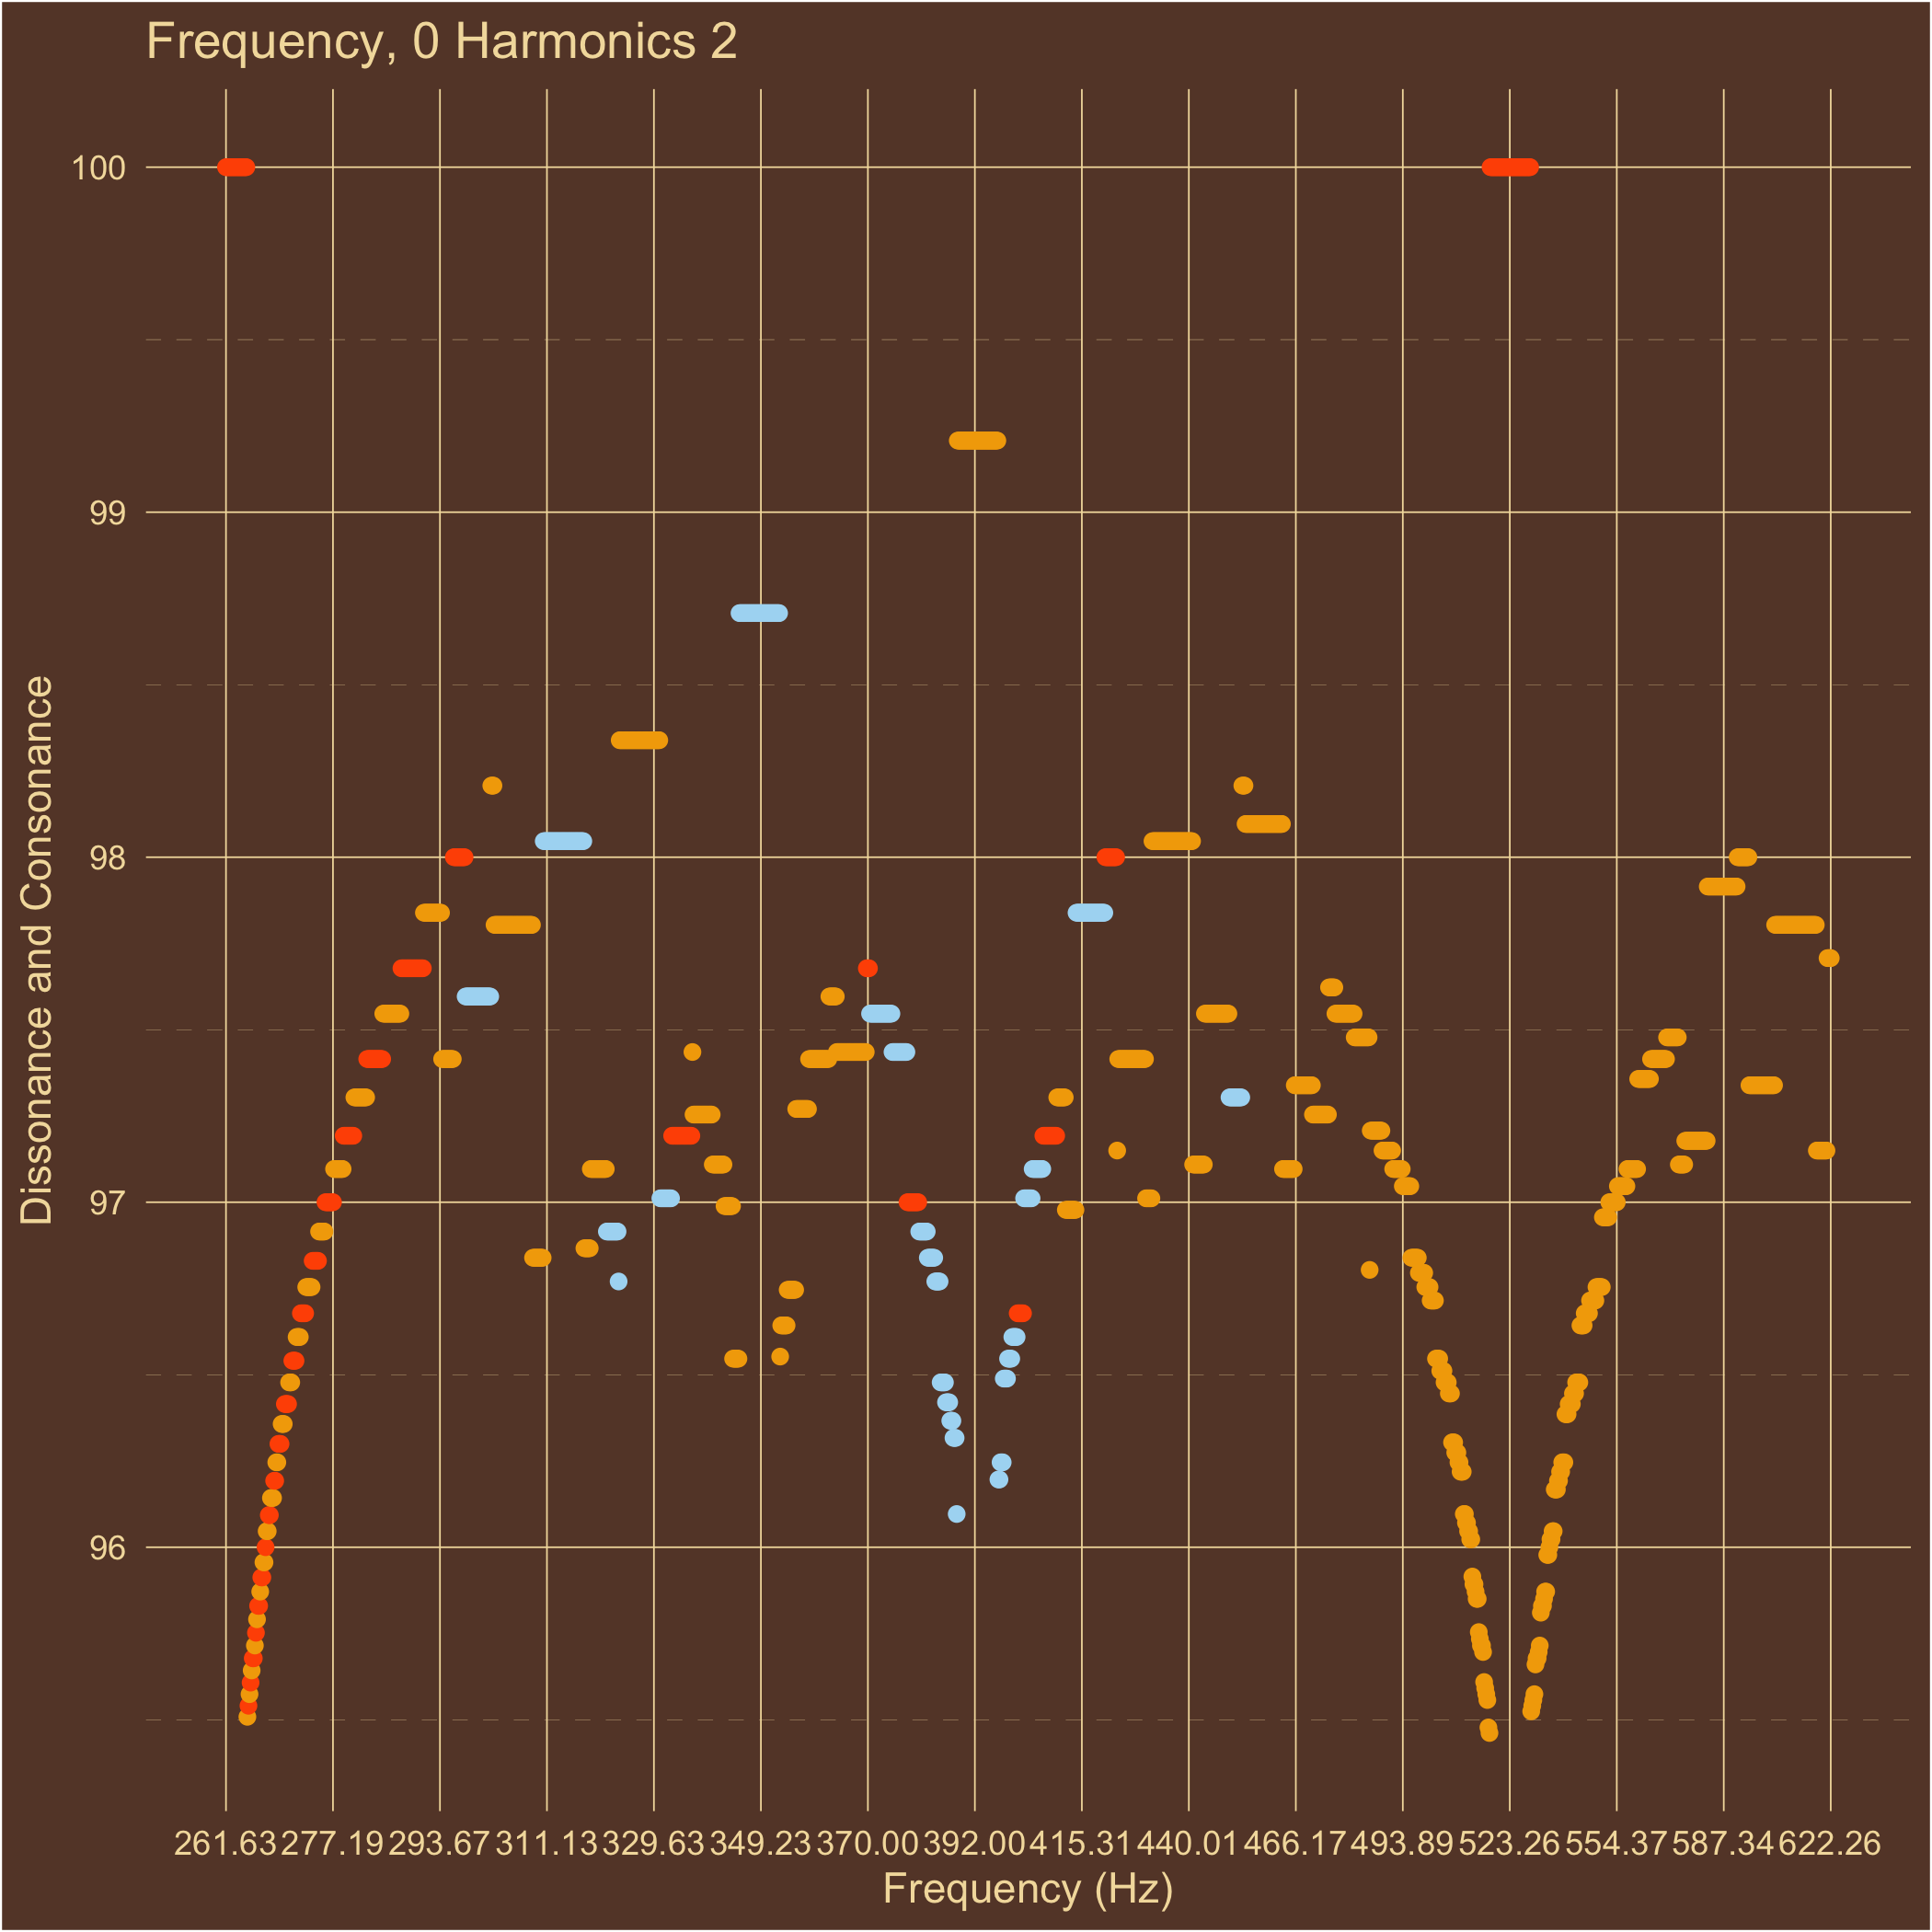 Frequency, 0 Harmonics 2
100
99
98
97
96
Dissonance and Consonance
261.63 277.19 293.67 311.13 329.63 349.23 370.00 392.00 415.31 440.01 466.17 493.89 523.26 554.37 587.34 622.26
Frequency (Hz)